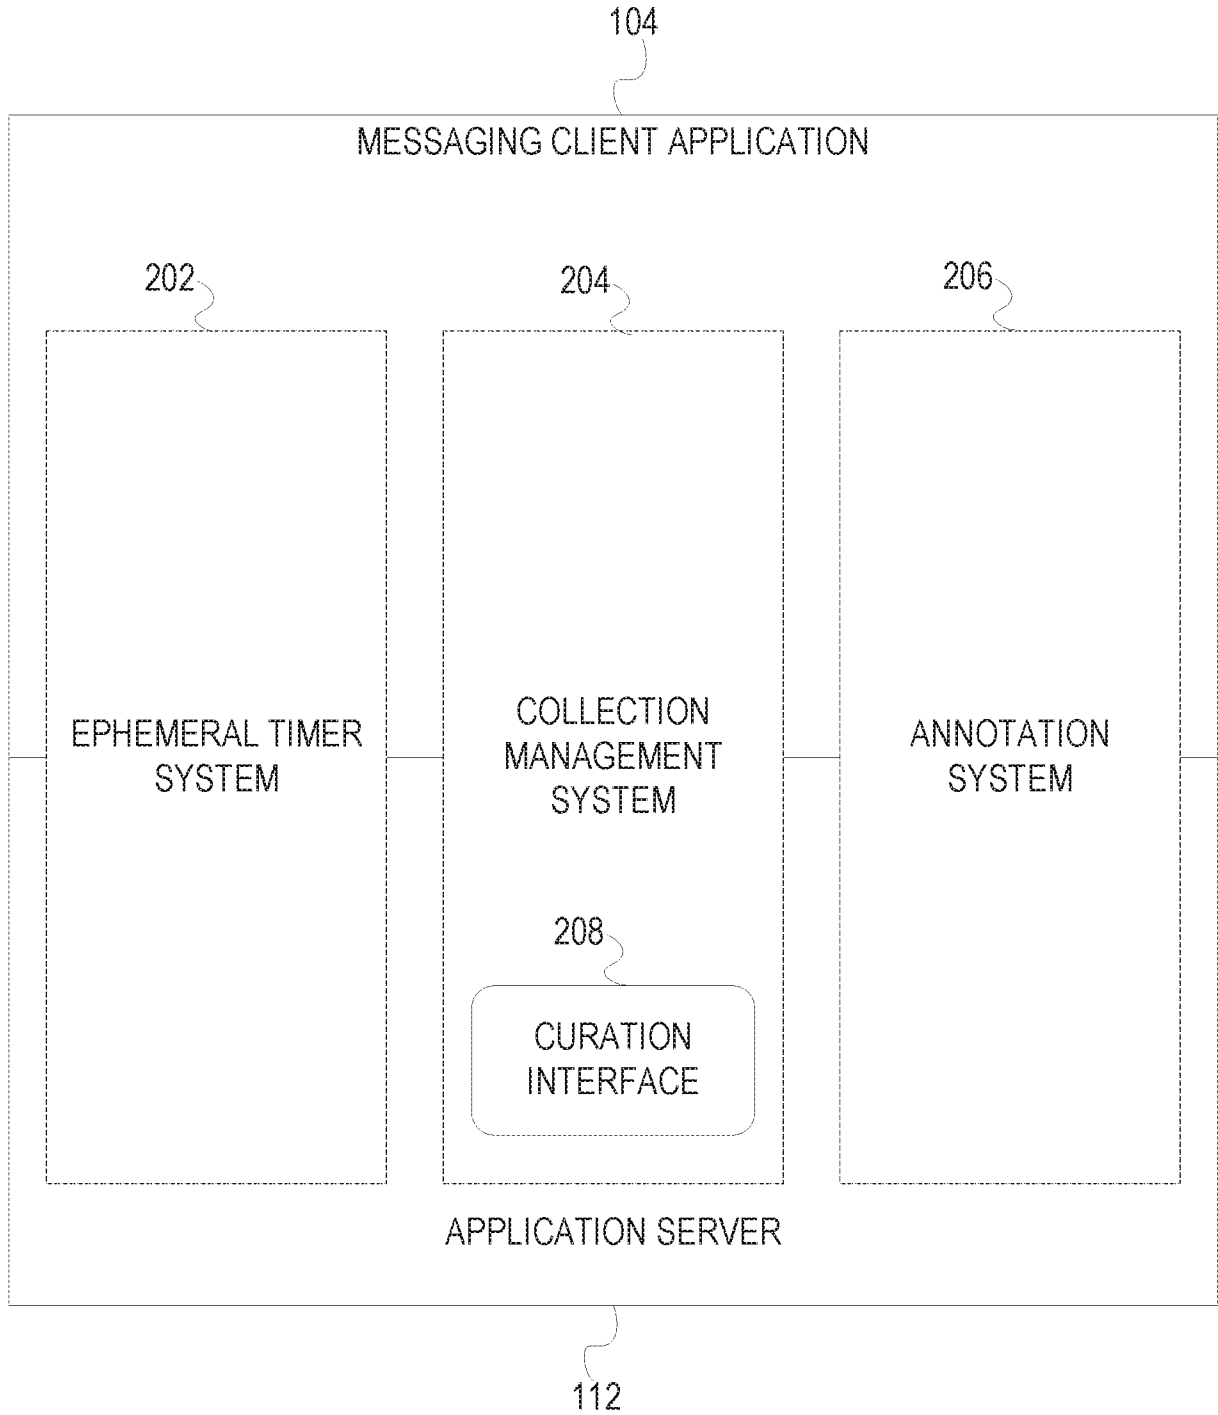 104
MESSAGING CLIENT APPLICATION
202
204
206
EPHEMERAL TIMER
SYSTEM
COLLECTION
MANAGEMENT
SYSTEM
ANNOTATION
SYSTEM
208
CURATION
INTERFACE
APPLICATION SERVER
112